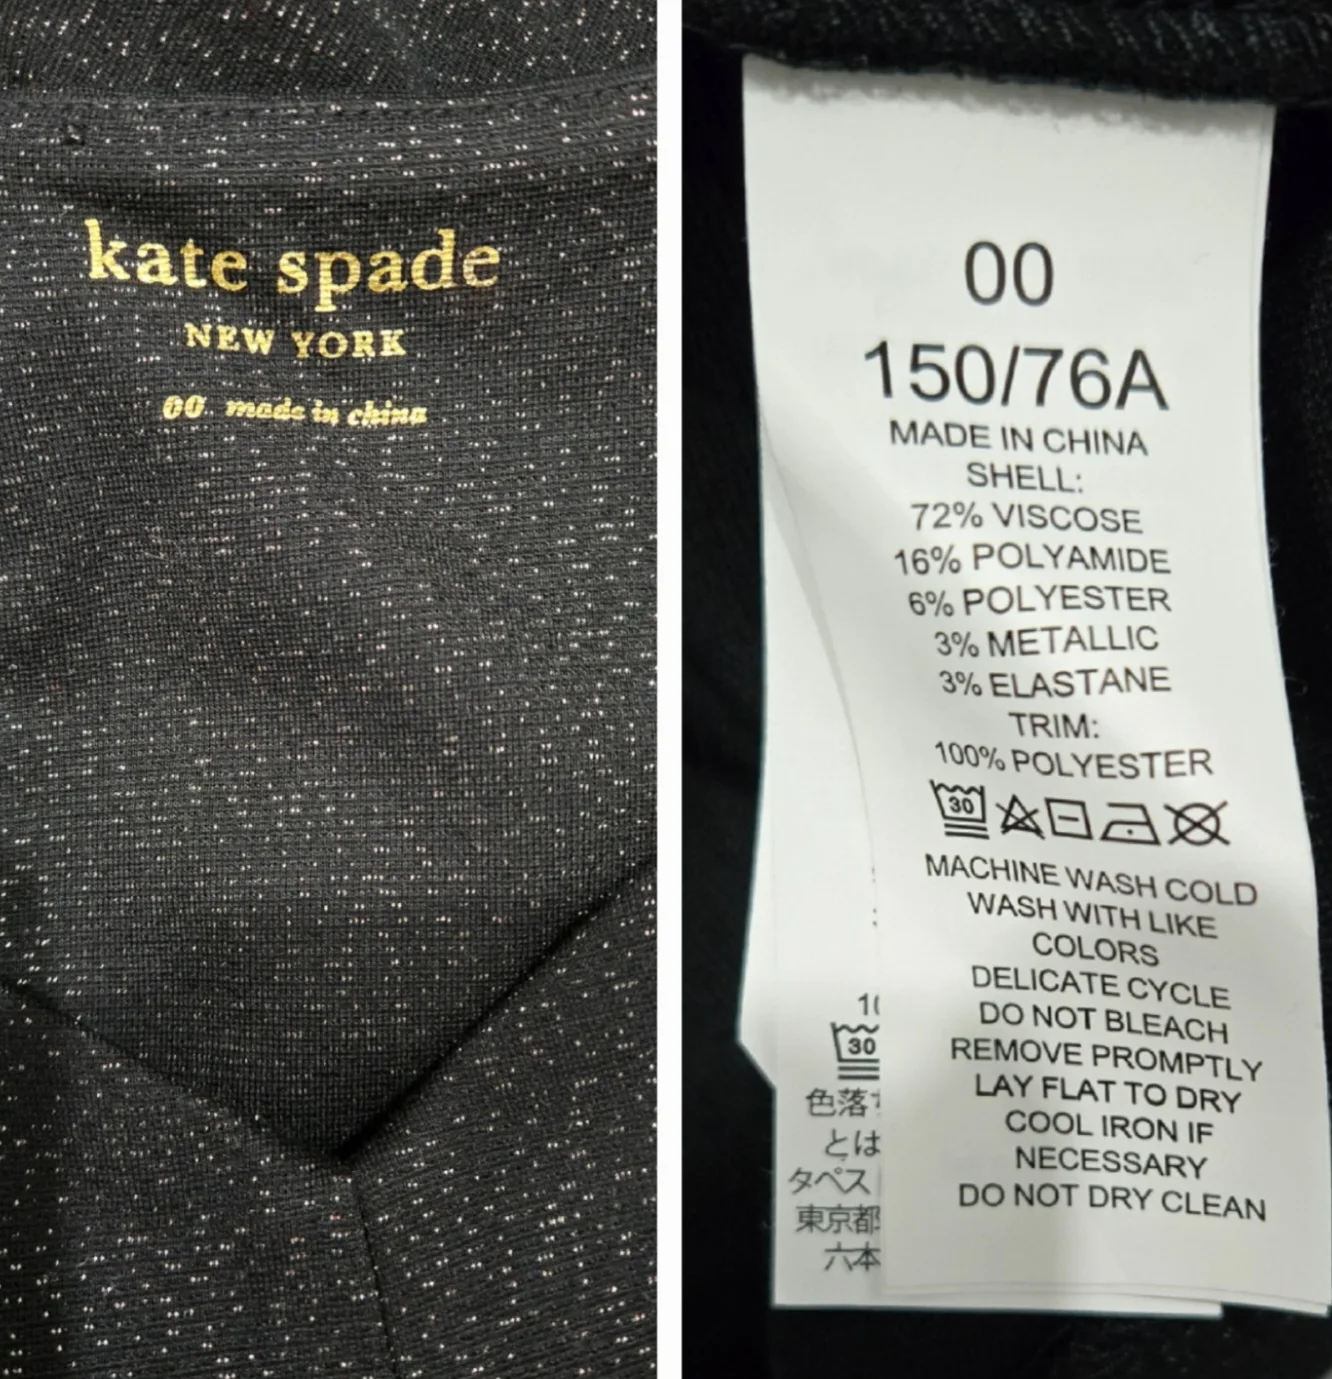 kate spade
NEW YORK
00 made in china
00
150/76A
MADE IN CHINA
SHELL:
72% VISCOSE
16% POLYAMIDE
6% POLYESTER
3% METALLIC
3% ELASTANE
TRIM:
100% POLYESTER
30
MACHINE WASH COLD
WASH WITH LIKE
COLORS
DELICATE CYCLE
DO NOT BLEACH
REMOVE PROMPTLY
LAY FLAT TO DRY
COOL IRON IF
NECESSARY
DO NOT DRY CLEAN
10
30
色落
とは
タペス
東京都
六本